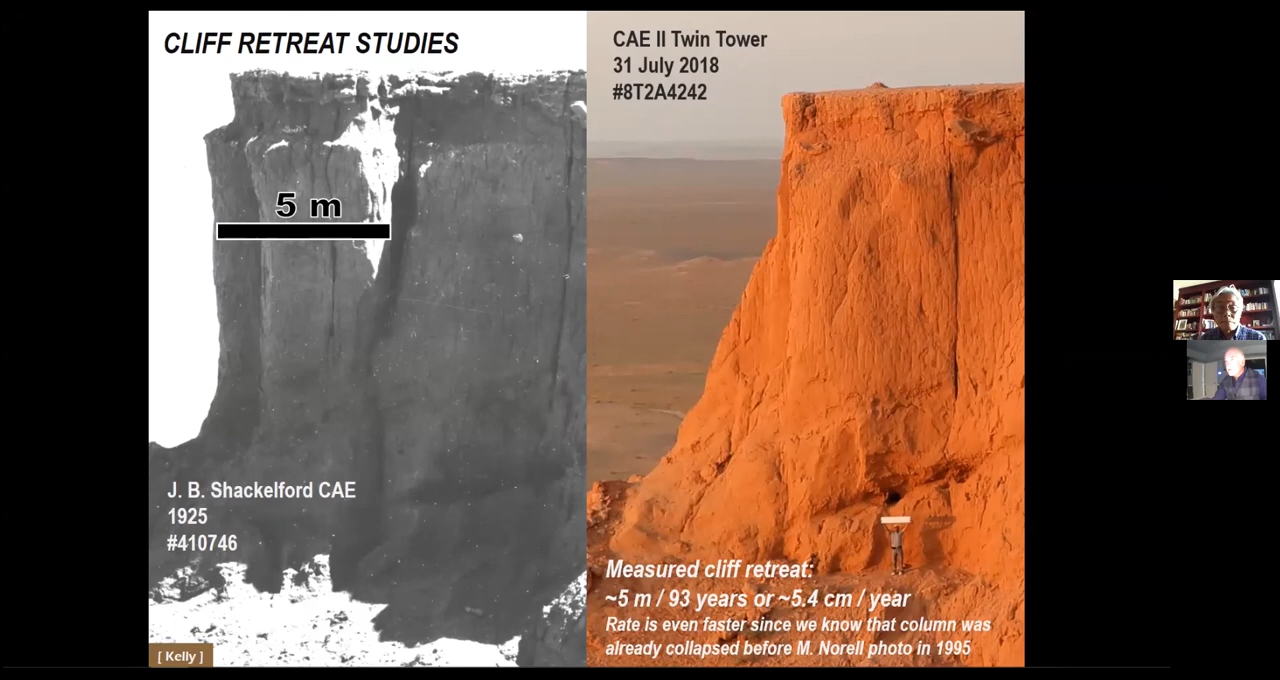 CLIFF RETREAT STUDIES
5 m
J. B. Shackelford CAE
1925
#410746
[ Kelly ]
CAE II Twin Tower
31 July 2018
#8T2A4242
Measured cliff retreat:
~5 m / 93 years or ~5.4 cm / year
Rate is even faster since we know that column was
already collapsed before M. Norell photo in 1995